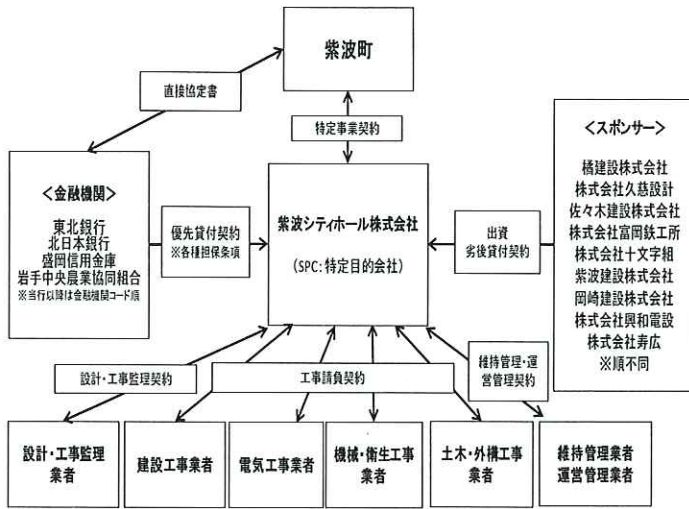 紫波町
直接協定書
特定事業契約
<金融機関>
東北銀行
北日本銀行
盛岡信用金庫
岩手中央農業協同組合
※当行以降は金融機関コード順
優先貸付契約
※各種担保条項
紫波シティホール株式会社
(SPC:特定目的会社)
出資
劣後貸付契約
<スポンサー>
橘建設株式会社
株式会社久慈設計
佐々木建設株式会社
株式会社富岡鉄工所
株式会社十文字組
紫波建設株式会社
岡崎建設株式会社
株式会社興和電設
株式会社寿広
※順不同
設計・工事監理契約
工事請負契約
維持管理・運
営管理契約
設計・工事監理
業者
建設工事業者
電気工事業者
機械・衛生工事
業者
土木・外構工事
業者
維持管理業者
運営管理業者